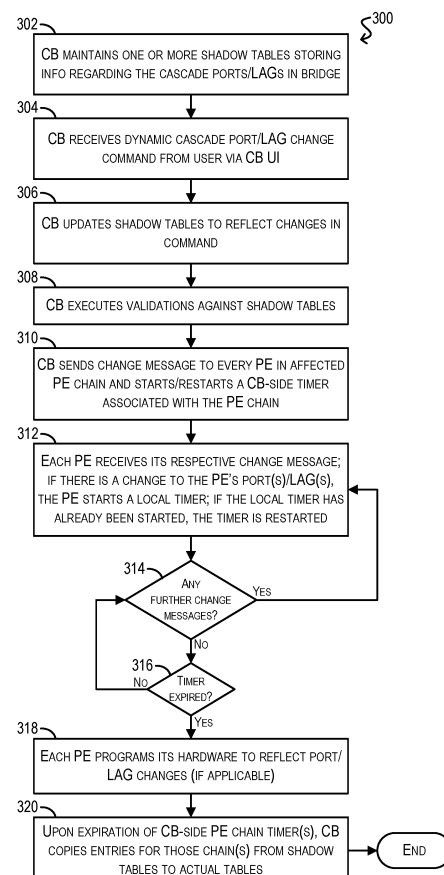 300
302
CB MAINTAINS ONE OR MORE SHADOW TABLES STORING
INFO REGARDING THE CASCADE PORTS/LAGS IN BRIDGE
304
CB RECEIVES DYNAMIC CASCADE PORT/LAG CHANGE
COMMAND FROM USER VIA CB UI
306
CB UPDATES SHADOW TABLES TO REFLECT CHANGES IN
COMMAND
308
CB EXECUTES VALIDATIONS AGAINST SHADOW TABLES
310
CB SENDS CHANGE MESSAGE TO EVERY PE IN AFFECTED
PE CHAIN AND STARTS/RESTARTS A CB-SIDE TIMER
ASSOCIATED WITH THE PE CHAIN
312
EACH PE RECEIVES ITS RESPECTIVE CHANGE MESSAGE;
IF THERE IS A CHANGE TO THE PE'S PORT(S)/LAG(S),
THE PE STARTS A LOCAL TIMER; IF THE LOCAL TIMER HAS
ALREADY BEEN STARTED, THE TIMER IS RESTARTED
314
ANY
FURTHER CHANGE
MESSAGES?
YES
NO
316
TIMER
EXPIRED?
NO
YES
318
EACH PE PROGRAMS ITS HARDWARE TO REFLECT PORT/
LAG CHANGES (IF APPLICABLE)
320
UPON EXPIRATION OF CB-SIDE PE CHAIN TIMER(S), CB
COPIES ENTRIES FOR THOSE CHAIN(S) FROM SHADOW
TABLES TO ACTUAL TABLES
END